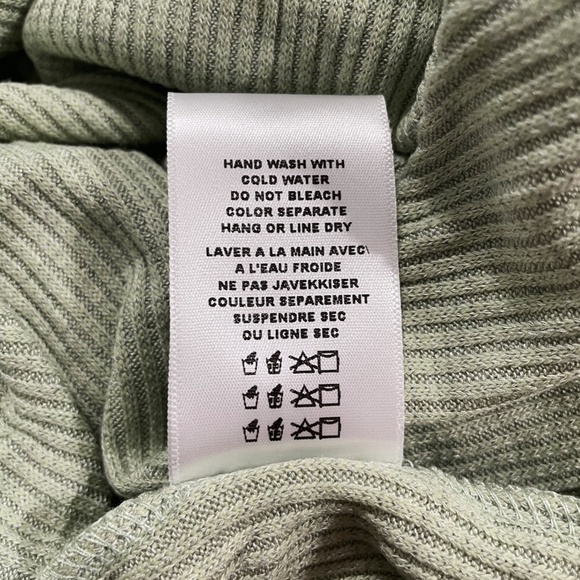 HAND WASH WITH
COLD WATER
DO NOT BLEACH
COLOR SEPARATE
HANG OR LINE DRY
LAVER A LA MAIN AVEC\
A L'EAU FROIDE
NE PAS JAVEKKISER
COULEUR SEPAREMENT
SUSPENDRE SEC
OU LIGNE SEC